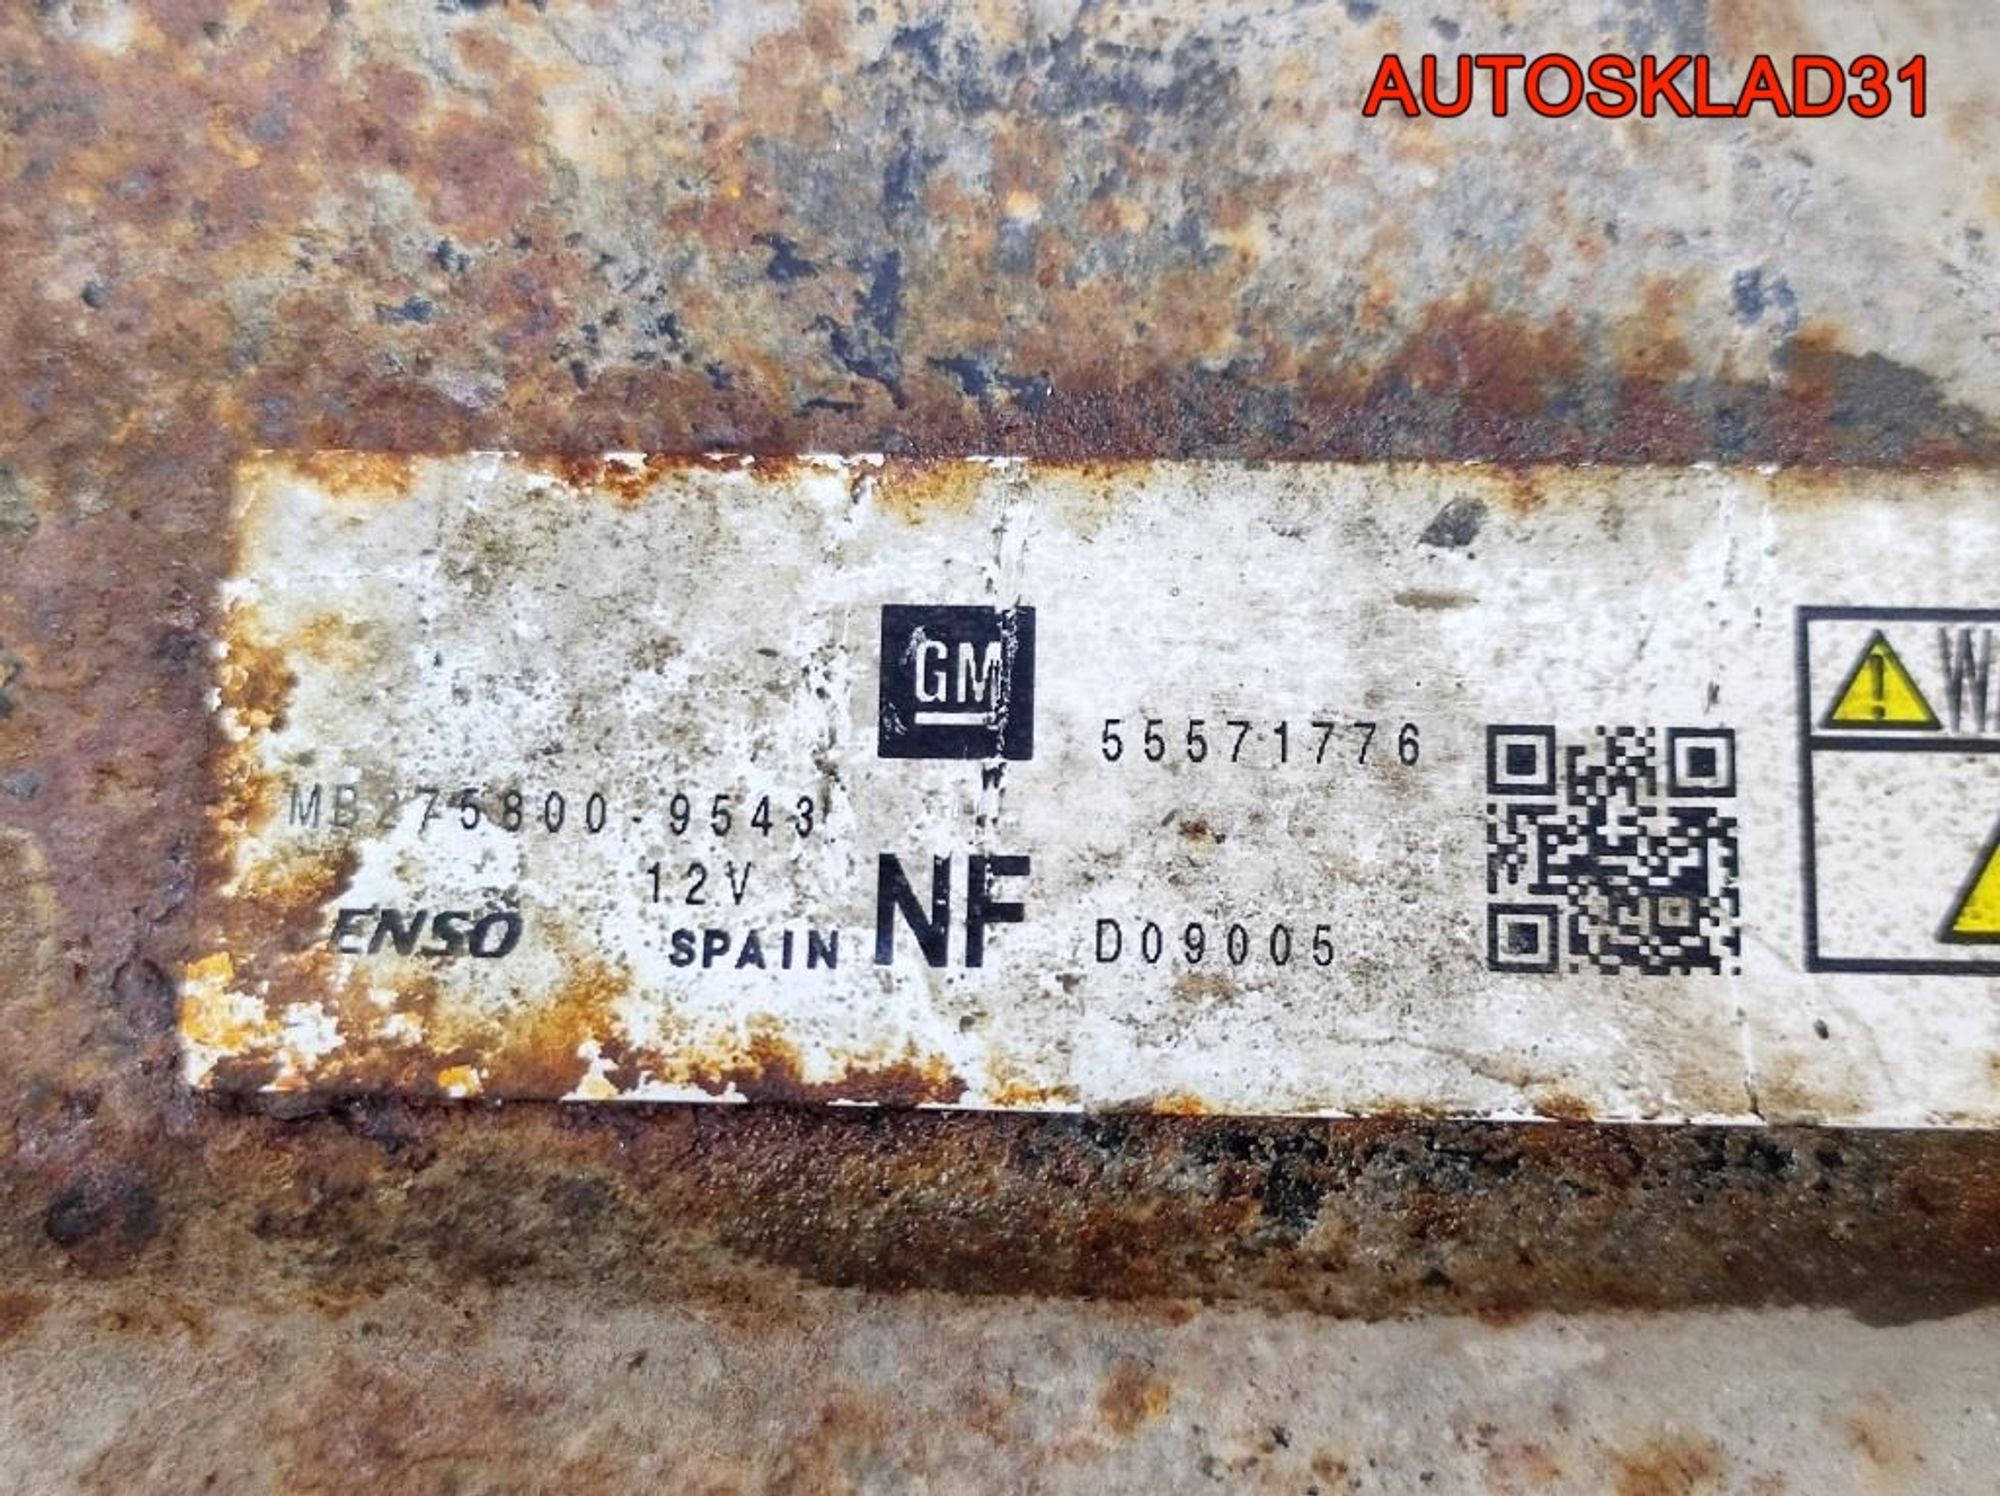 AUTOSKLAD31
GM
55571776
MB275800-9543
12V
NF
ENSO
SPAIN
D09005